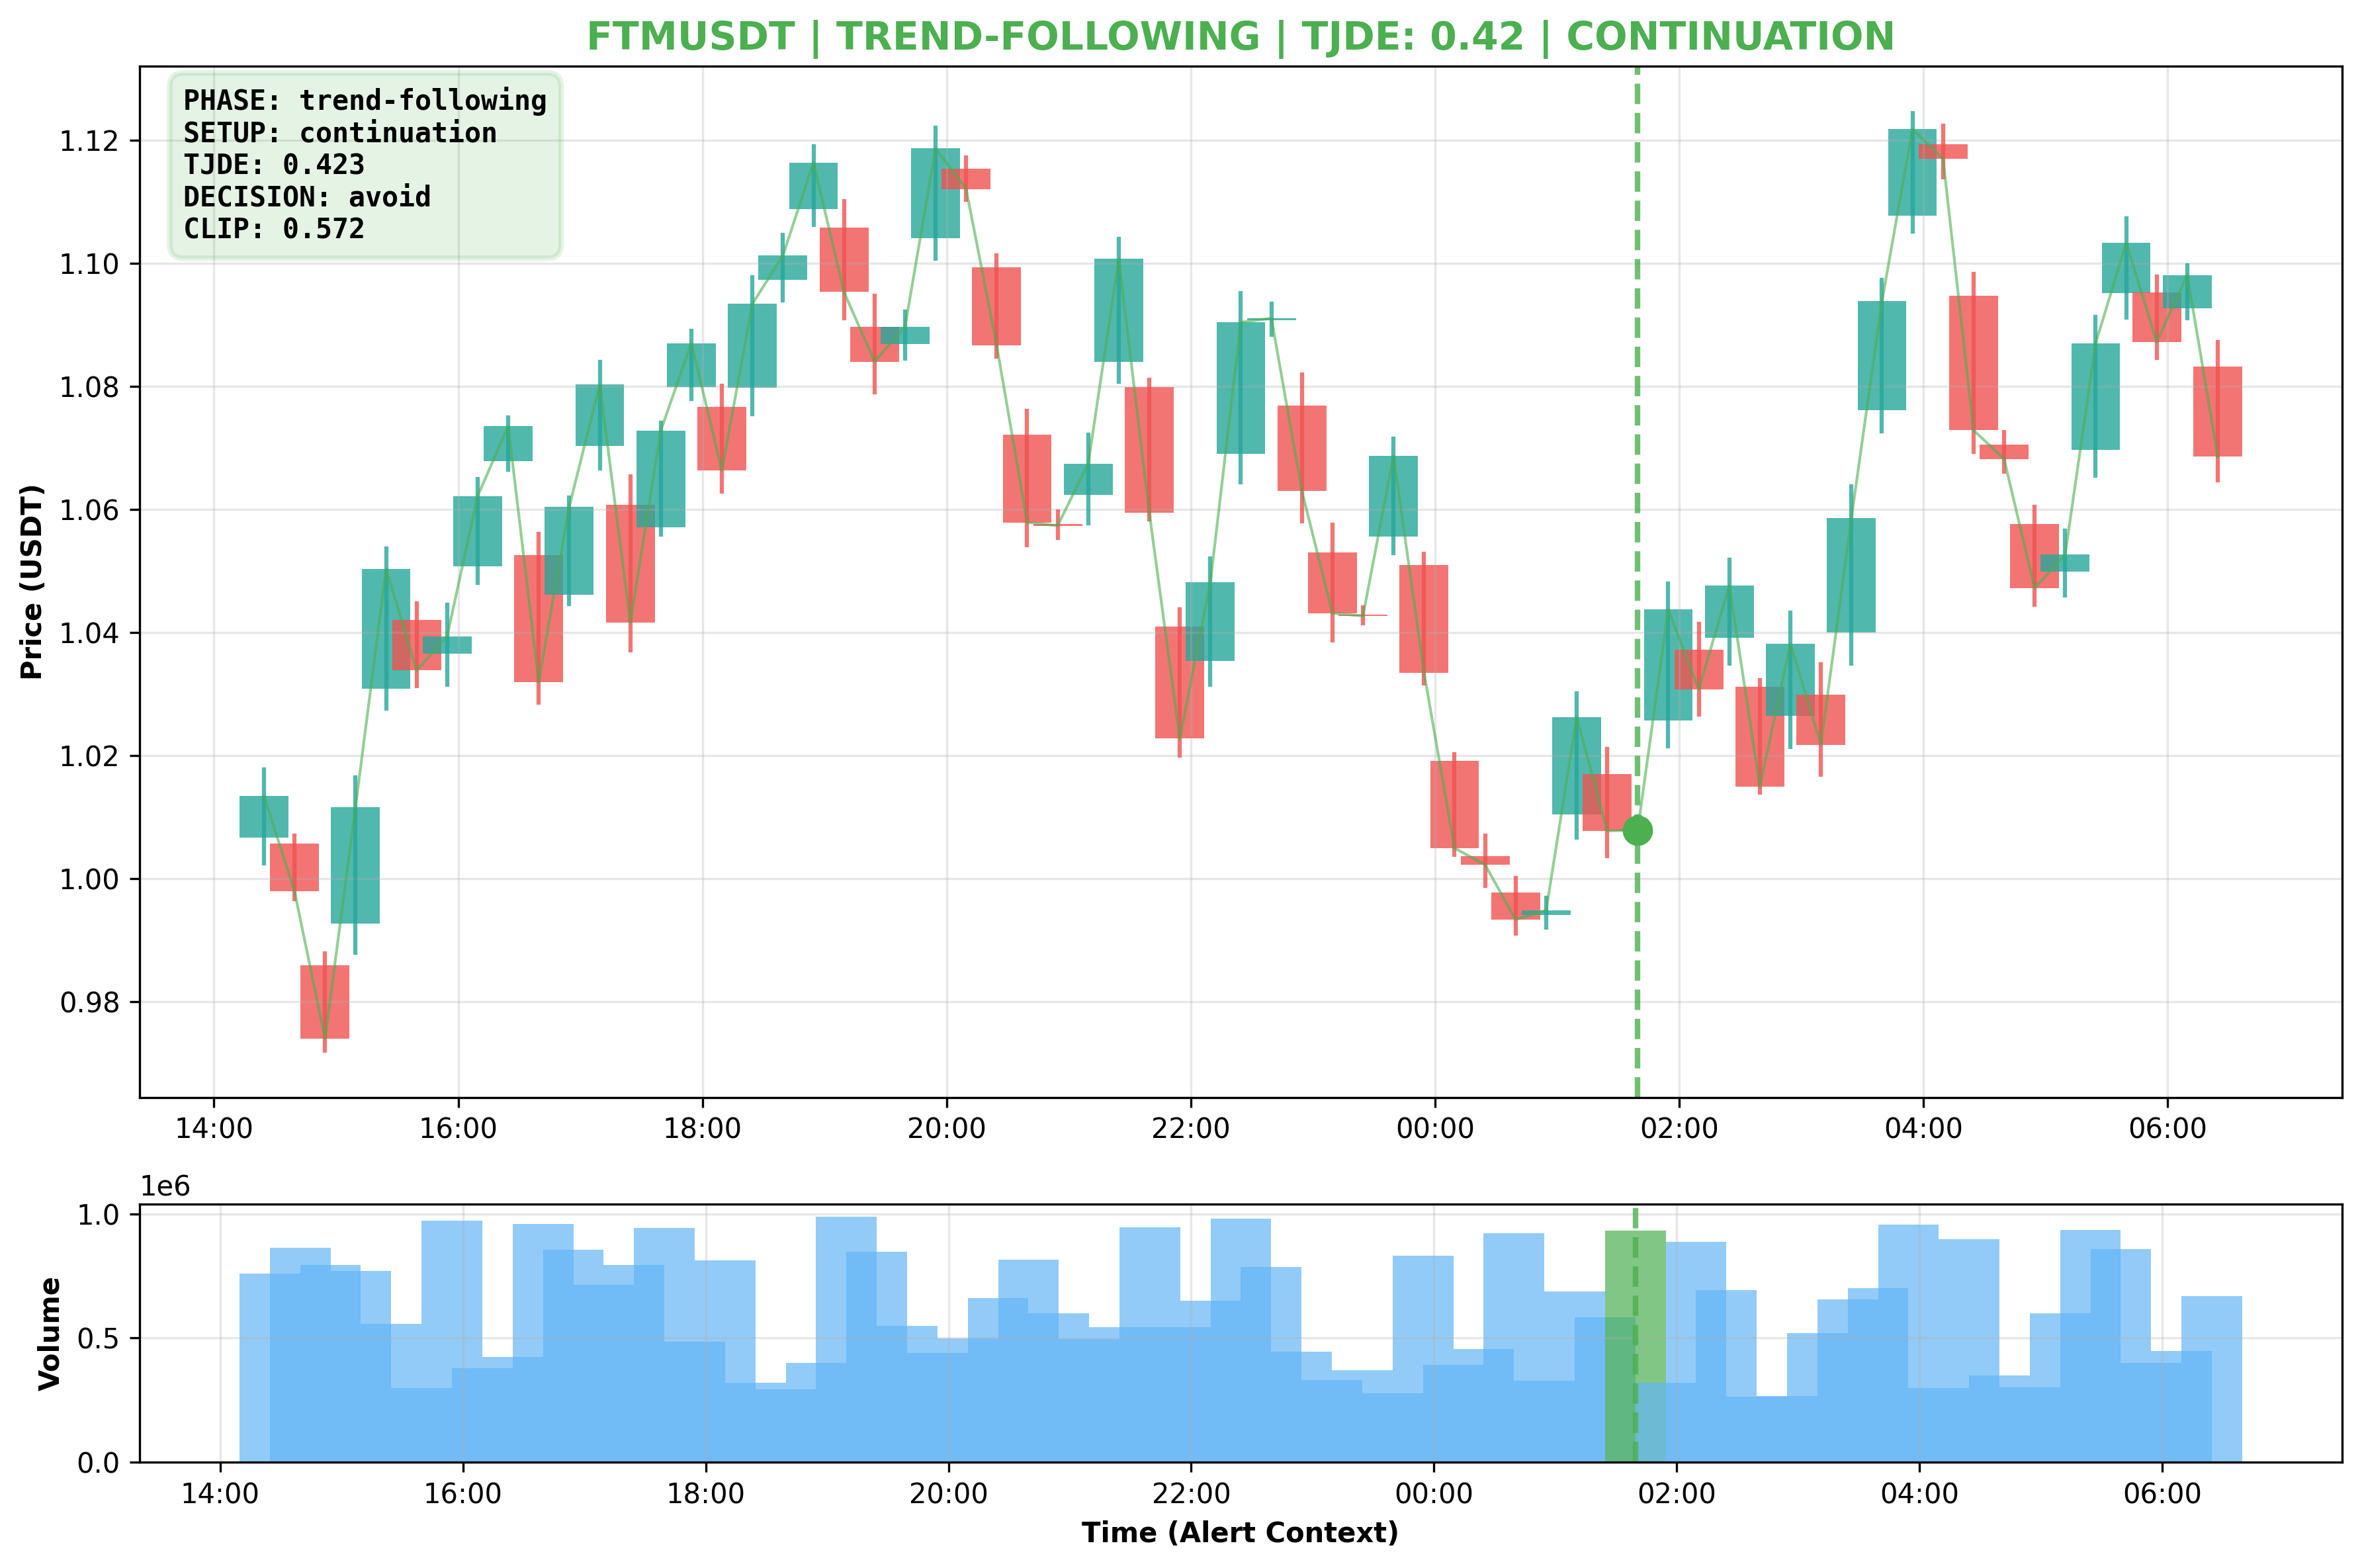 FTMUSDT | TREND-FOLLOWING | TJDE: 0.42 | CONTINUATION
PHASE: trend-following
SETUP: continuation
TJDE: 0.423
DECISION: avoid
CLIP: 0.572
Price (USDT)
1.12
1.10
1.08
1.06
1.04
1.02
1.00
0.98
14:00 16:00 18:00 20:00 22:00 00:00 02:00 04:00 06:00
1e6
Volume
1.0
0.5
0.0
14:00 16:00 18:00 20:00 22:00 00:00 02:00 04:00 06:00
Time (Alert Context)